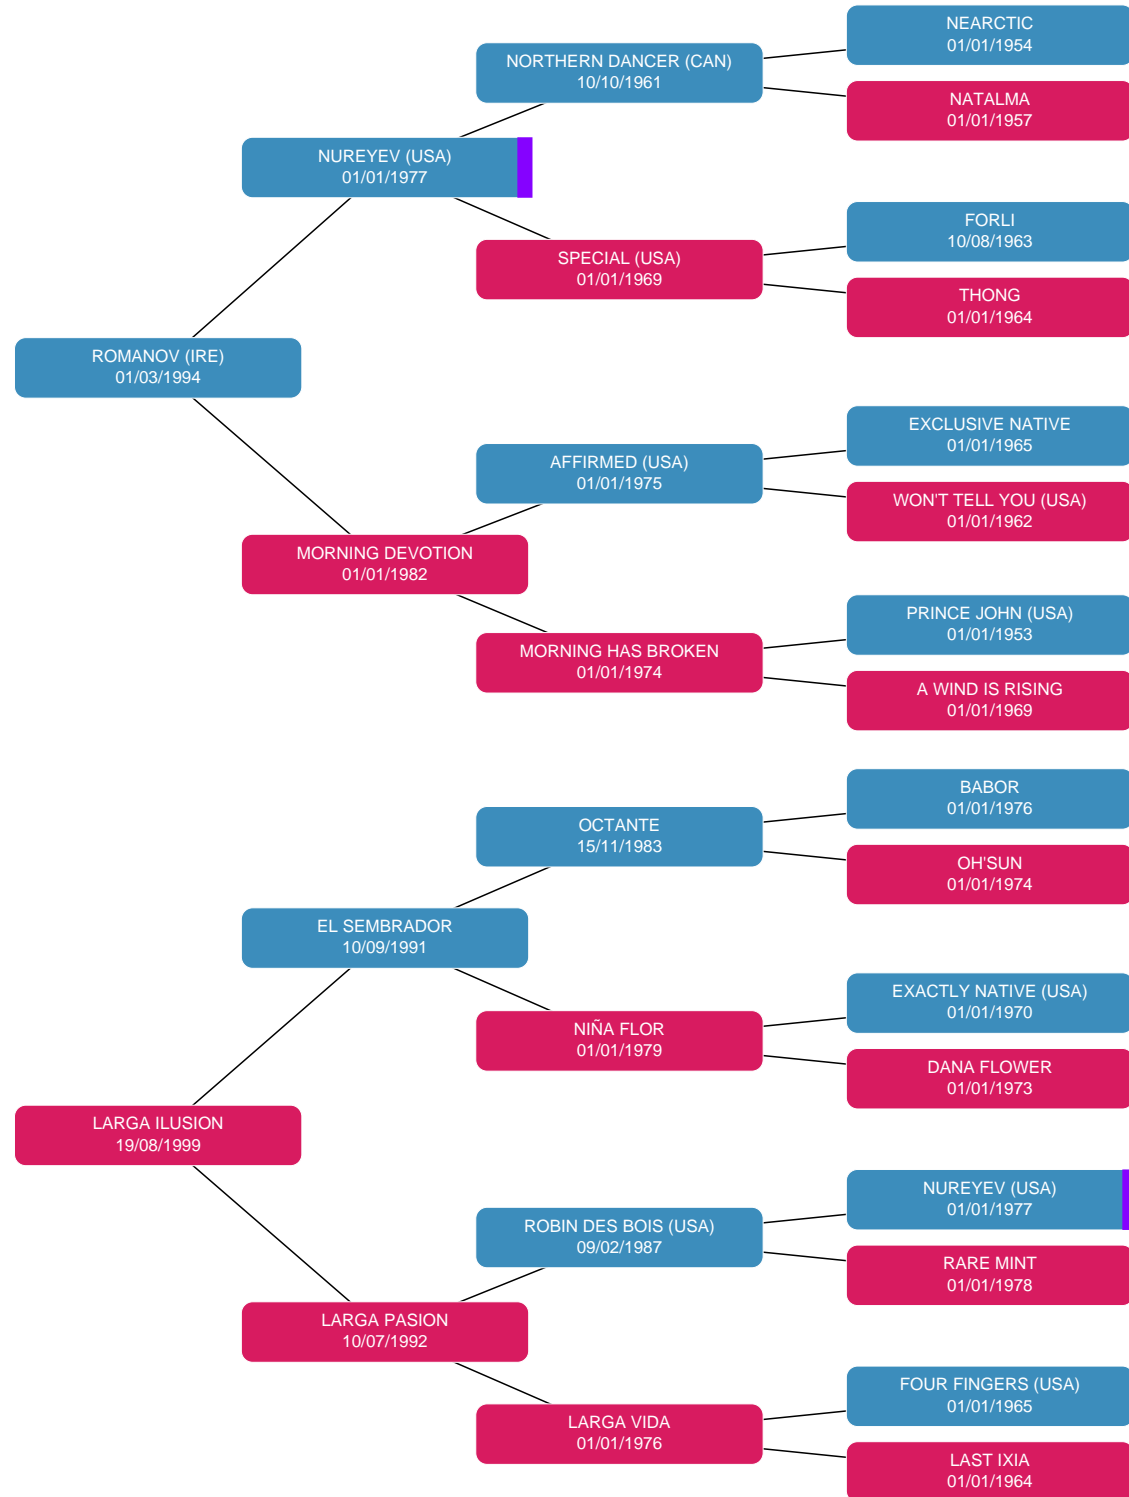 NEARCTIC
01/01/1954
NORTHERN DANCER (CAN)
10/10/1961
NATALMA
01/01/1957
NUREYEV (USA)
01/01/1977
FORLI
10/08/1963
SPECIAL (USA)
01/01/1969
THONG
01/01/1964
ROMANOV (IRE)
01/03/1994
EXCLUSIVE NATIVE
01/01/1965
AFFIRMED (USA)
01/01/1975
WON'T TELL YOU (USA)
01/01/1962
MORNING DEVOTION
01/01/1982
PRINCE JOHN (USA)
01/01/1953
MORNING HAS BROKEN
01/01/1974
A WIND IS RISING
01/01/1969
BABOR
01/01/1976
OCTANTE
15/11/1983
OH'SUN
01/01/1974
EL SEMBRADOR
10/09/1991
EXACTLY NATIVE (USA)
01/01/1970
NIÑA FLOR
01/01/1979
DANA FLOWER
01/01/1973
LARGA ILUSION
19/08/1999
NUREYEV (USA)
01/01/1977
ROBIN DES BOIS (USA)
09/02/1987
RARE MINT
01/01/1978
LARGA PASION
10/07/1992
FOUR FINGERS (USA)
01/01/1965
LARGA VIDA
01/01/1976
LAST IXIA
01/01/1964